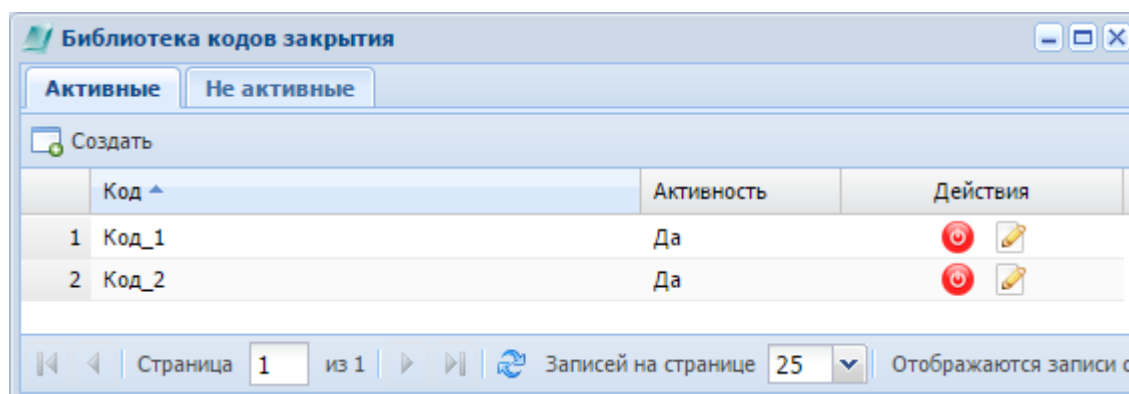 Библиотека кодов закрытия
Активные Не активные
Создать
Код Активность Действия
1 Код_1 Да
2 Код_2 Да
Страница 1 из 1 Записей на странице 25 Отображаются записи с